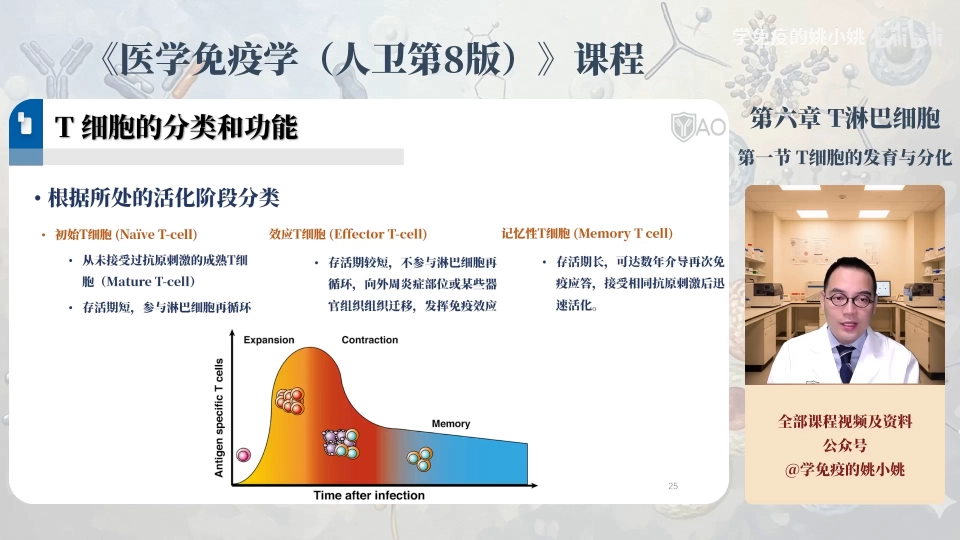 学免疫的姚小姚
bilibili
《医学免疫学（人卫第8版）》课程
T 细胞的分类和功能
YAO
第六章 T淋巴细胞
第一节 T细胞的发育与分化
• 根据所处的活化阶段分类
• 初始T细胞 (Naïve T-cell)
• 从未接受过抗原刺激的成熟T细
胞（Mature T-cell）
• 存活期短，参与淋巴细胞再循环
效应T细胞 (Effector T-cell)
• 存活期较短，不参与淋巴细胞再
循环，向外周炎症部位或某些器
官组织组织迁移，发挥免疫效应
记忆性T细胞 (Memory T cell)
• 存活期长，可达数年介导再次免
疫应答，接受相同抗原刺激后迅
速活化。
Expansion
Contraction
Memory
Antigen specific T cells
Time after infection
25
全部课程视频及资料
公众号
@学免疫的姚小姚